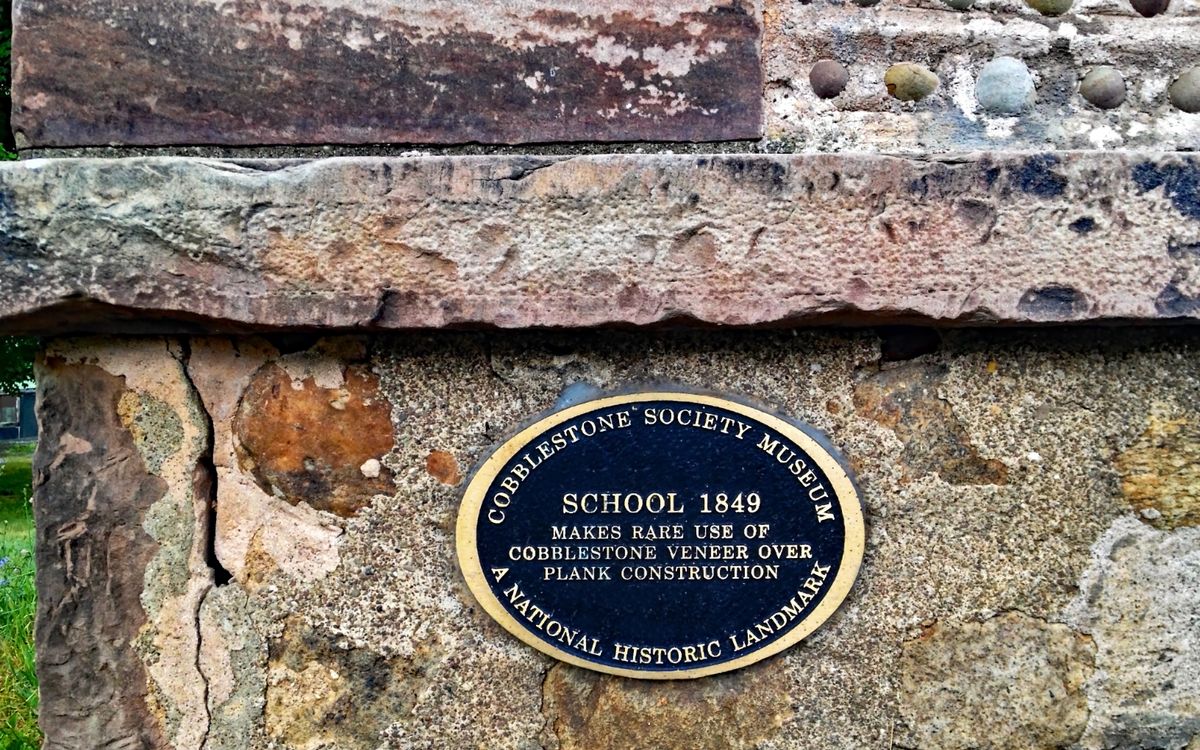 COBBLESTONE SOCIETY MUSEUM
SCHOOL 1849
MAKES RARE USE OF
COBBLESTONE VENEER OVER
PLANK CONSTRUCTION
A NATIONAL HISTORIC LANDMARK